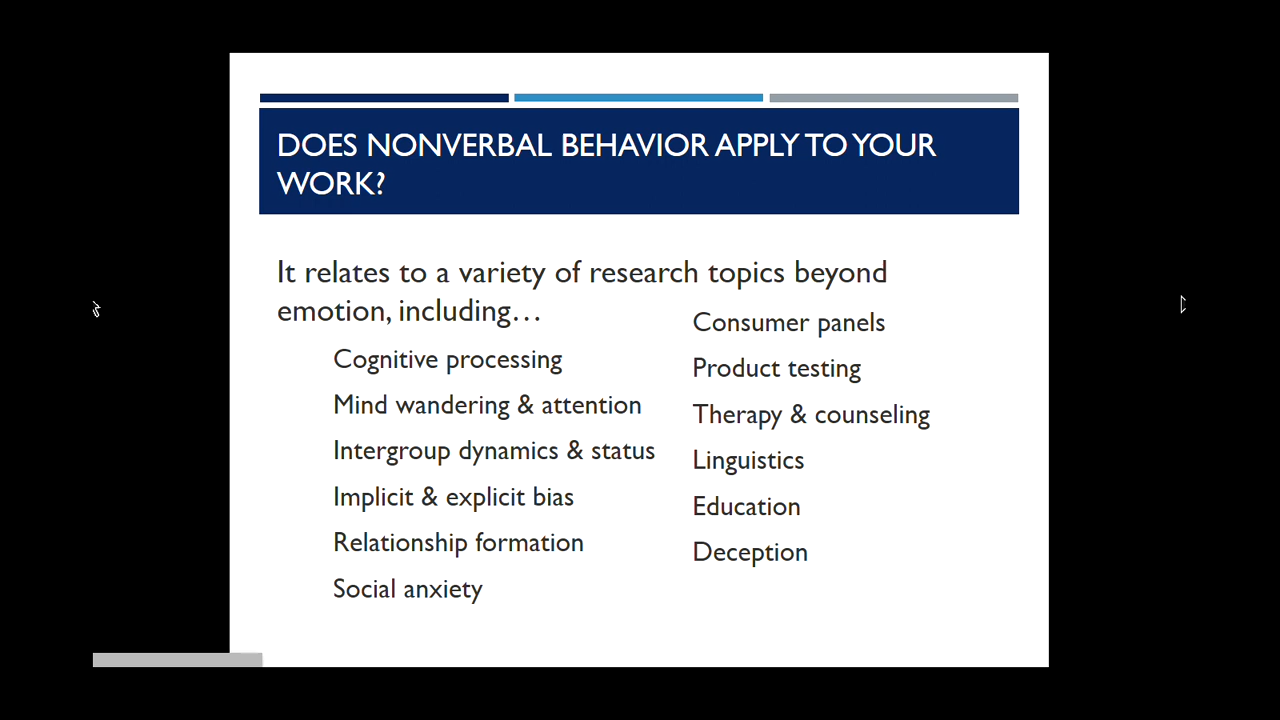 DOES NONVERBAL BEHAVIOR APPLY TO YOUR
WORK?
It relates to a variety of research topics beyond
emotion, including…
Cognitive processing
Mind wandering & attention
Intergroup dynamics & status
Implicit & explicit bias
Relationship formation
Social anxiety
Consumer panels
Product testing
Therapy & counseling
Linguistics
Education
Deception